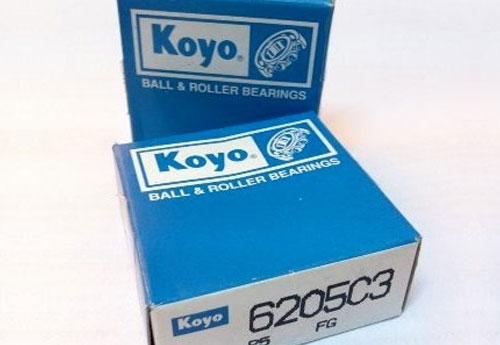 Koyo®
BALL & ROLLER BEARINGS
Koyo®
BALL & ROLLER BEARINGS
Koyo 6205C3
FG